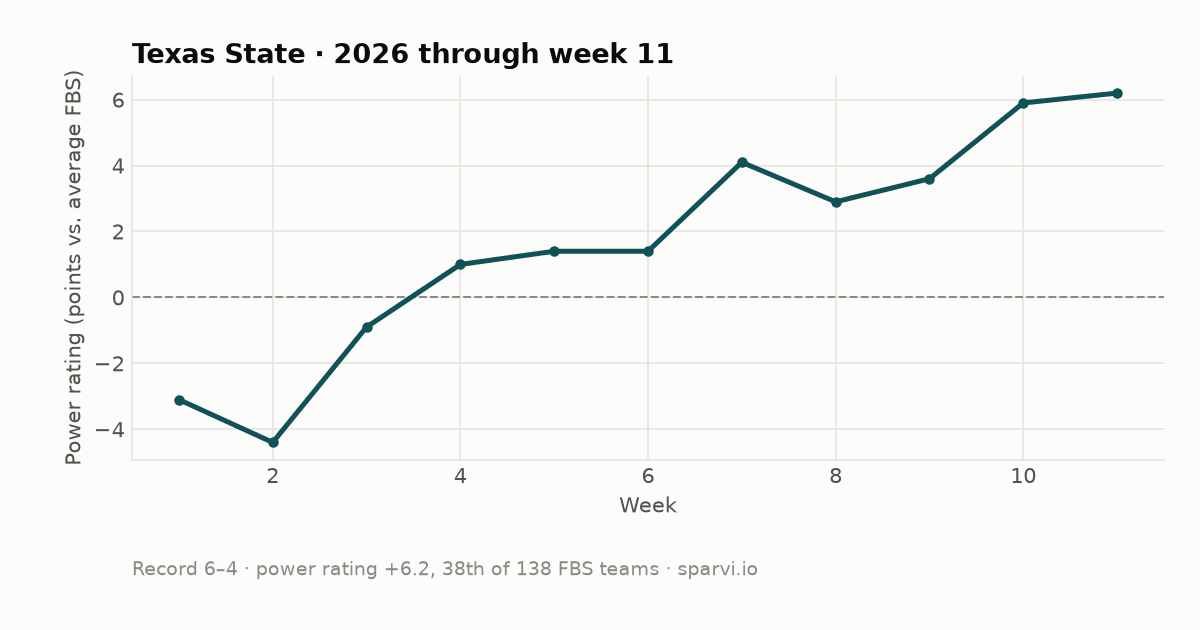 Texas State · 2026 through week 11
Power rating (points vs. average FBS)
6
4
2
0
−2
−4
2 4 6 8 10
Week
Record 6–4 · power rating +6.2, 38th of 138 FBS teams · sparvi.io